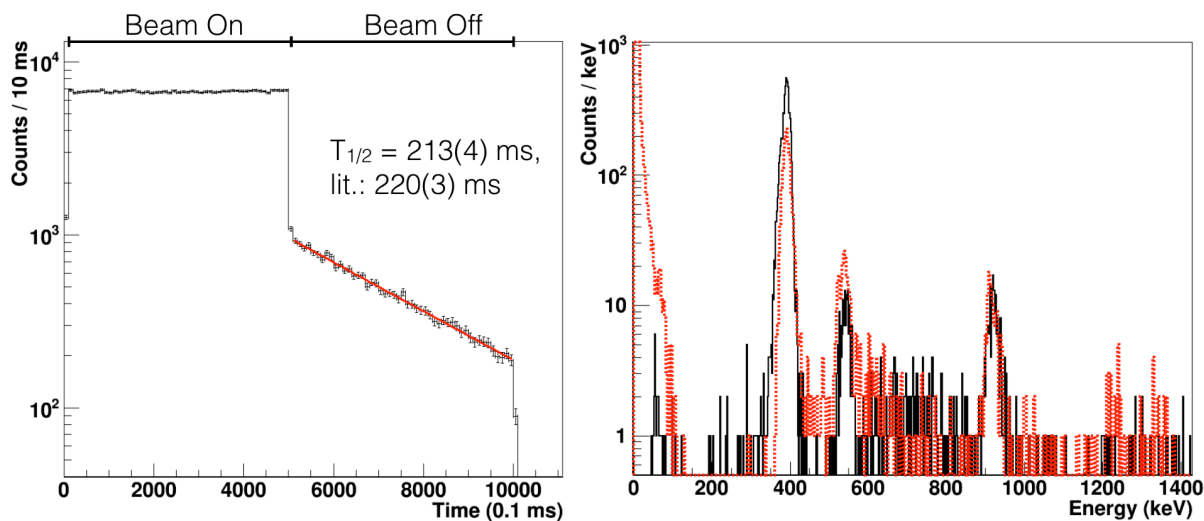 Beam On Beam Off
10⁴
10³
10²
Counts / 10 ms
T1/2 = 213(4) ms,
lit.: 220(3) ms
0 2000 4000 6000 8000 10000
Time (0.1 ms)
10³
10²
10
1
Counts / keV
0 200 400 600 800 1000 1200 1400
Energy (keV)